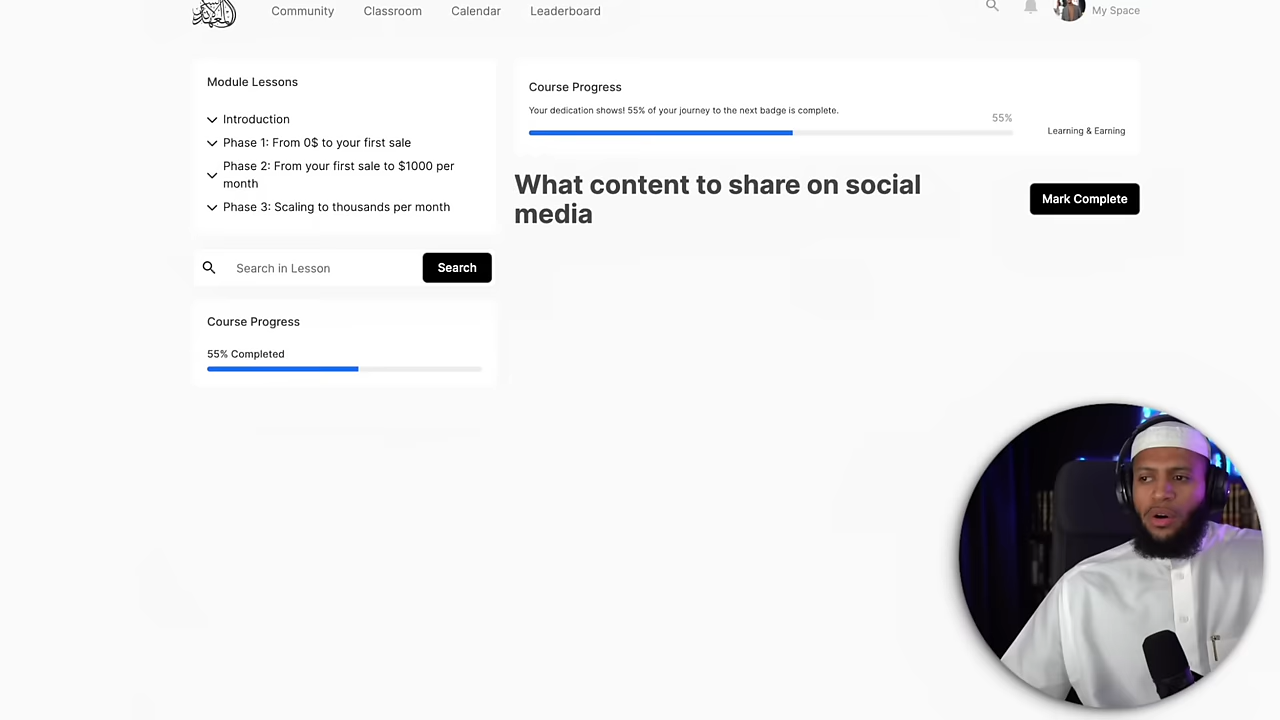 Community
Classroom
Calendar
Leaderboard
My Space
Module Lessons
Introduction
Phase 1: From 0$ to your first sale
Phase 2: From your first sale to $1000 per
month
Phase 3: Scaling to thousands per month
Search in Lesson
Search
Course Progress
55% Completed
Course Progress
Your dedication shows! 55% of your journey to the next badge is complete.
55%
Learning & Earning
What content to share on social
media
Mark Complete